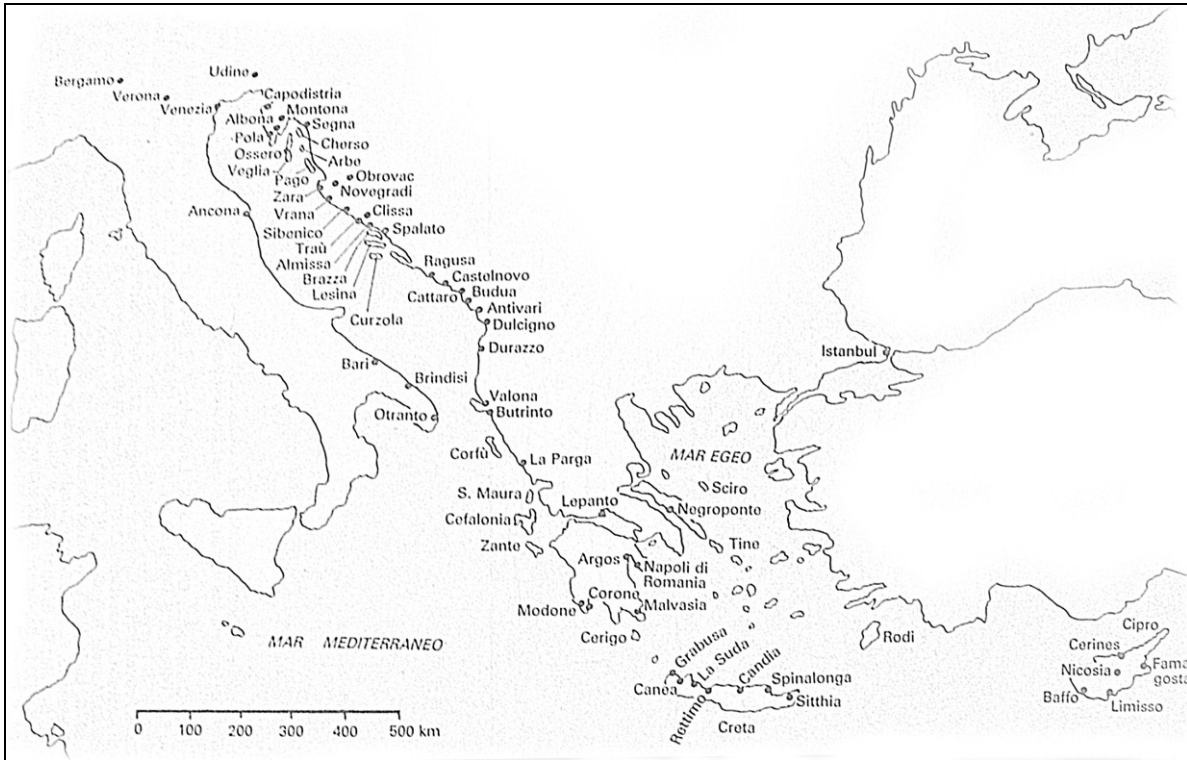 Bergamo
Udine
Verona
Venezia
Capodistria
Albona
Montona
Segna
Pola
Cherso
Ossero
Arbe
Veglia
Pago
Obrovac
Zara
Novegradi
Ancona
Vrana
Clissa
Sibenico
Spalato
Traù
Almissa
Brazza
Lesina
Ragusa
Castelnovo
Cattaro
Budua
Antivari
Curzola
Dulcigno
Durazzo
Istanbul
Bari
Brindisi
Valona
Butrinto
Otranto
Corfù
La Parga
MAR EGEO
S. Maura
Lepanto
Sciro
Negroponte
Cefalonia
Zante
Tine
Argos
Napoli di
Romania
Corone
Modone
Malvasia
Cerigo
Rodi
MAR MEDITERRANEO
Grabusa
La Suda
Candia
Canea
Spinalonga
Sitthia
Rettimo
Creta
Cipro
Cerines
Nicosia
Fama
gosta
Baffo
Limisso
0 100 200 300 400 500 km